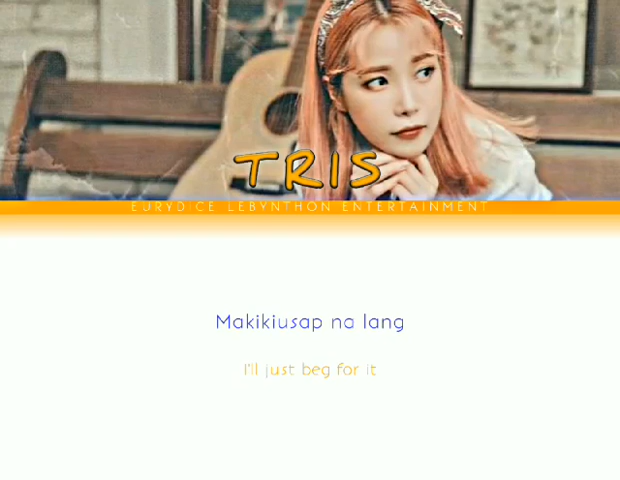 TRIS
EURYDICE LEBYNTHON ENTERTAINMENT
Makikiusap na lang
I'll just beg for it